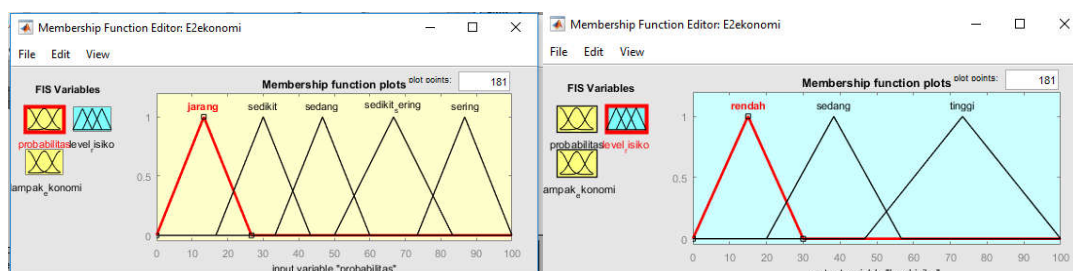 Membership Function Editor: E2ekonomi
File Edit View
FIS Variables
Membership function plots
plot points:
181
probabilitas
level_risiko
ampak_ekonomi
jarang
sedikit
sedang
sedikit_sering
sering
1
0.5
0
0 10 20 30 40 50 60 70 80 90 100
input variable "probabilitas"
Membership Function Editor: E2ekonomi
File Edit View
FIS Variables
Membership function plots
plot points:
181
probabilitas
level_risiko
ampak_ekonomi
rendah
sedang
tinggi
1
0.5
0
0 10 20 30 40 50 60 70 80 90 100